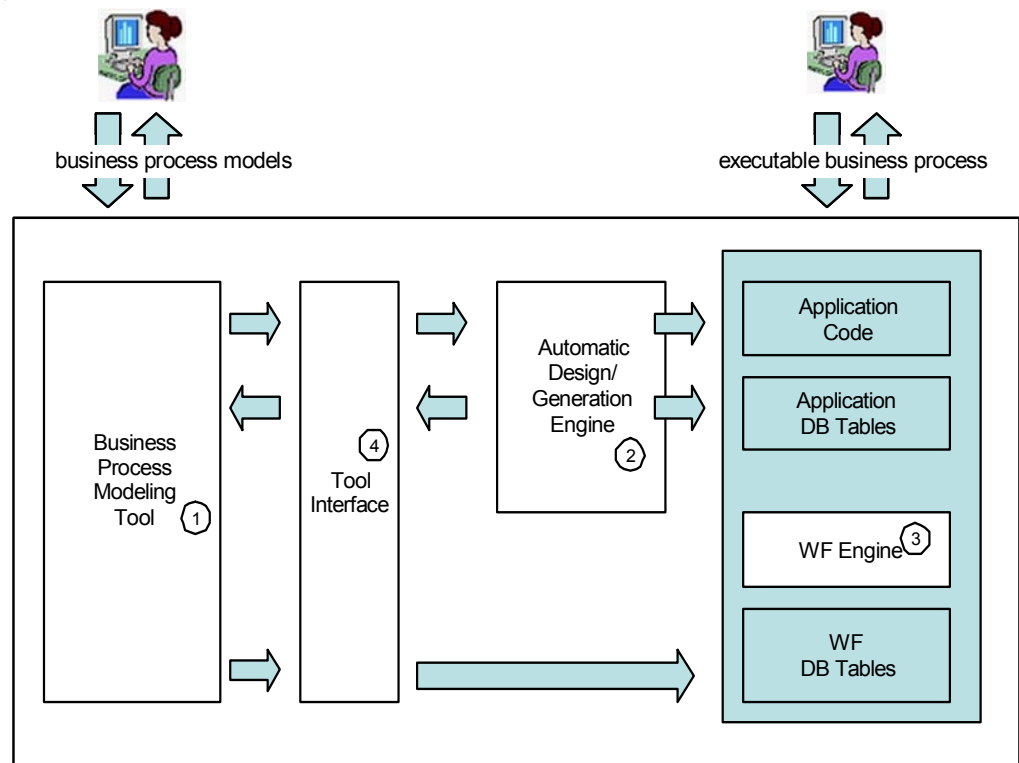 business process models
executable business process
Business
Process
Modeling
Tool
1
4
Tool
Interface
Automatic
Design/
Generation
Engine
2
Application
Code
Application
DB Tables
WF Engine
3
WF
DB Tables